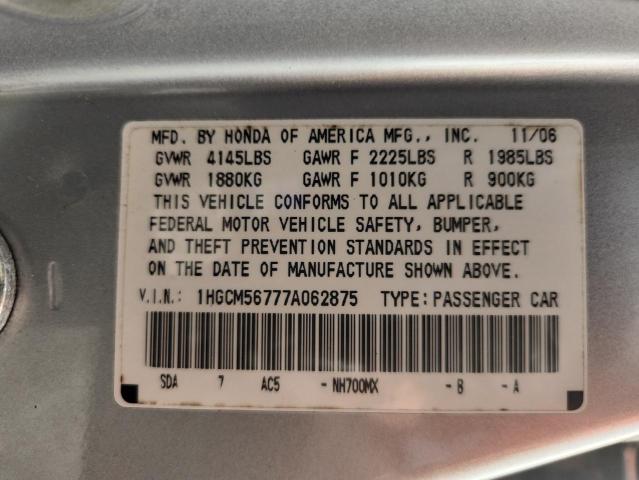 MFD. BY HONDA OF AMERICA MFG., INC. 11/06
GVWR 4145LBS GAWR F 2225LBS R 1985LBS
GVWR 1880KG GAWR F 1010KG R 900KG
THIS VEHICLE CONFORMS TO ALL APPLICABLE
FEDERAL MOTOR VEHICLE SAFETY, BUMPER,
AND THEFT PREVENTION STANDARDS IN EFFECT
ON THE DATE OF MANUFACTURE SHOWN ABOVE.
V.I.N.: 1HGCM56777A062875 TYPE: PASSENGER CAR
SDA 7 AC5 - NH700MX - B - A